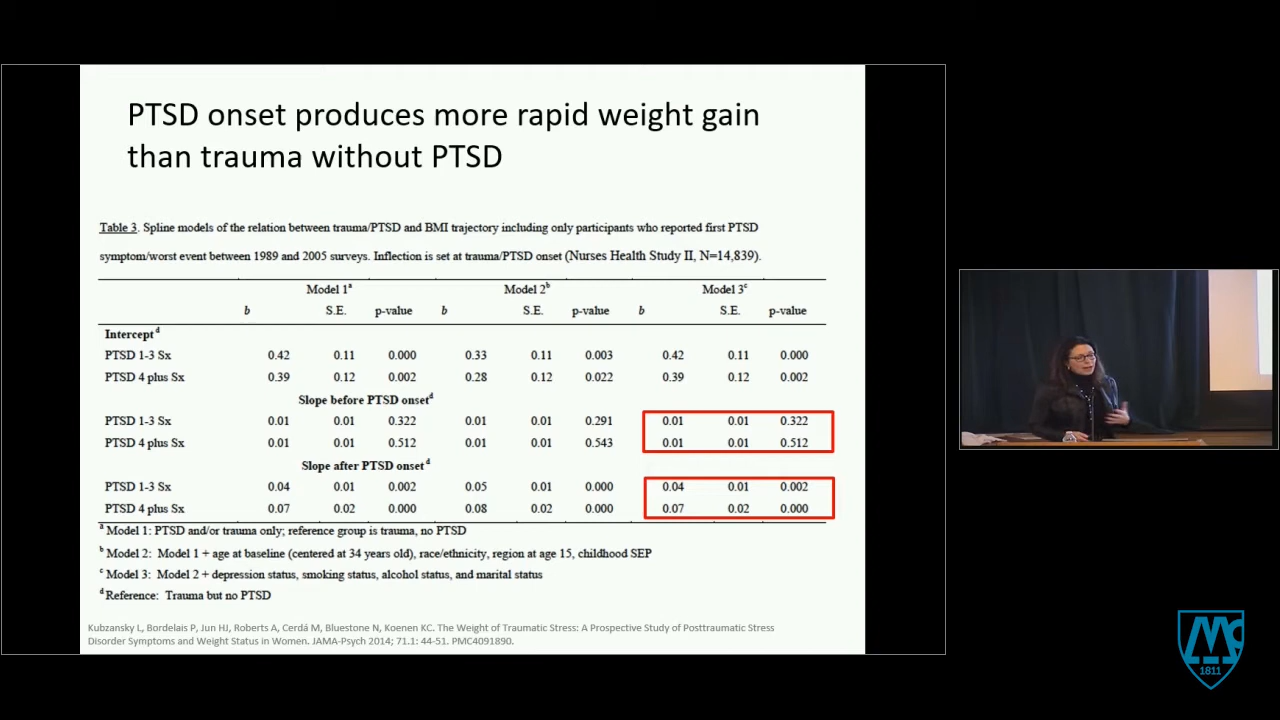 PTSD onset produces more rapid weight gain
than trauma without PTSD
Table 3. Spline models of the relation between trauma/PTSD and BMI trajectory including only participants who reported first PTSD
symptom/worst event between 1989 and 2005 surveys. Inflection is set at trauma/PTSD onset (Nurses Health Study II, N=14,839).
Model 1a Model 2b Model 3c
b S.E. p-value b S.E. p-value b S.E. p-value
Interceptd
PTSD 1-3 Sx 0.42 0.11 0.000 0.33 0.11 0.003 0.42 0.11 0.000
PTSD 4 plus Sx 0.39 0.12 0.002 0.28 0.12 0.022 0.39 0.12 0.002
Slope before PTSD onsetd
PTSD 1-3 Sx 0.01 0.01 0.322 0.01 0.01 0.291 0.01 0.01 0.322
PTSD 4 plus Sx 0.01 0.01 0.512 0.01 0.01 0.543 0.01 0.01 0.512
Slope after PTSD onset d
PTSD 1-3 Sx 0.04 0.01 0.002 0.05 0.01 0.000 0.04 0.01 0.002
PTSD 4 plus Sx 0.07 0.02 0.000 0.08 0.02 0.000 0.07 0.02 0.000
a Model 1: PTSD and/or trauma only; reference group is trauma, no PTSD
b Model 2: Model 1 + age at baseline (centered at 34 years old), race/ethnicity, region at age 15, childhood SEP
c Model 3: Model 2 + depression status, smoking status, alcohol status, and marital status
d Reference: Trauma but no PTSD
Kubzansky L, Bordelais P, Jun HJ, Roberts A, Cerdá M, Bluestone N, Koenen KC. The Weight of Traumatic Stress: A Prospective Study of Posttraumatic Stress
Disorder Symptoms and Weight Status in Women. JAMA-Psych 2014; 71.1: 44-51. PMC4091890.
1811